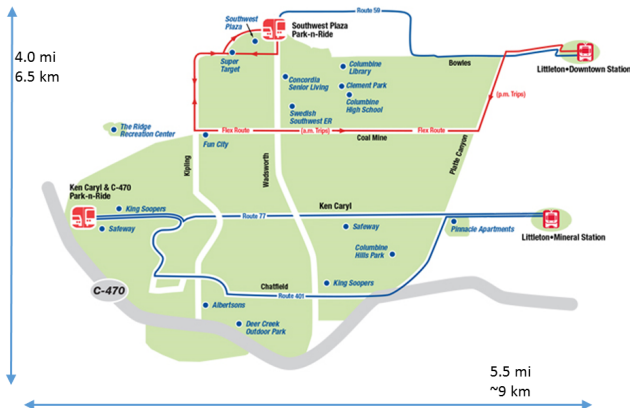 Route 59
Southwest
Plaza
Southwest Plaza
Park-n-Ride
4.0 mi
6.5 km
Super
Target
Columbine
Library
Bowles
Littleton•Downtown Station
Concordia
Senior Living
Clement Park
Columbine
High School
(p.m. Trips)
Swedish
Southwest ER
The Ridge
Recreation Center
Flex Route
(a.m. Trips)
Flex Route
Coal Mine
Fun City
Platte Canyon
Kipling
Wadsworth
Ken Caryl & C-470
Park-n-Ride
King Soopers
Ken Caryl
Route 77
Safeway
Safeway
Pinnacle Apartments
Littleton•Mineral Station
Columbine
Hills Park
C-470
Chatfield
King Soopers
Route 401
Albertsons
Deer Creek
Outdoor Park
5.5 mi
~9 km